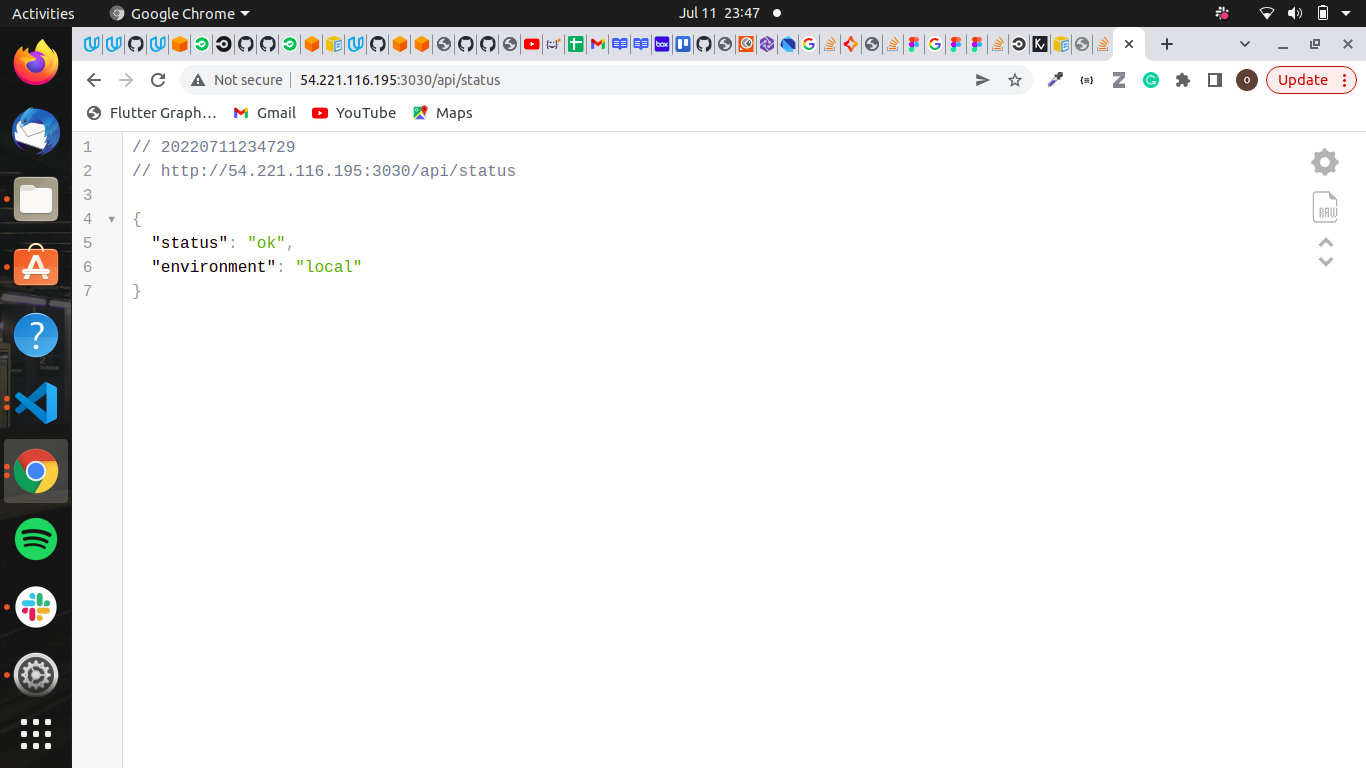 Activities
Google Chrome
Jul 11 23:47
Not secure
54.221.116.195:3030/api/status
Update
Flutter Graph…
Gmail
YouTube
Maps
1 // 20220711234729
2 // http://54.221.116.195:3030/api/status
3
4 {
5 "status": "ok",
6 "environment": "local"
7 }
RAW